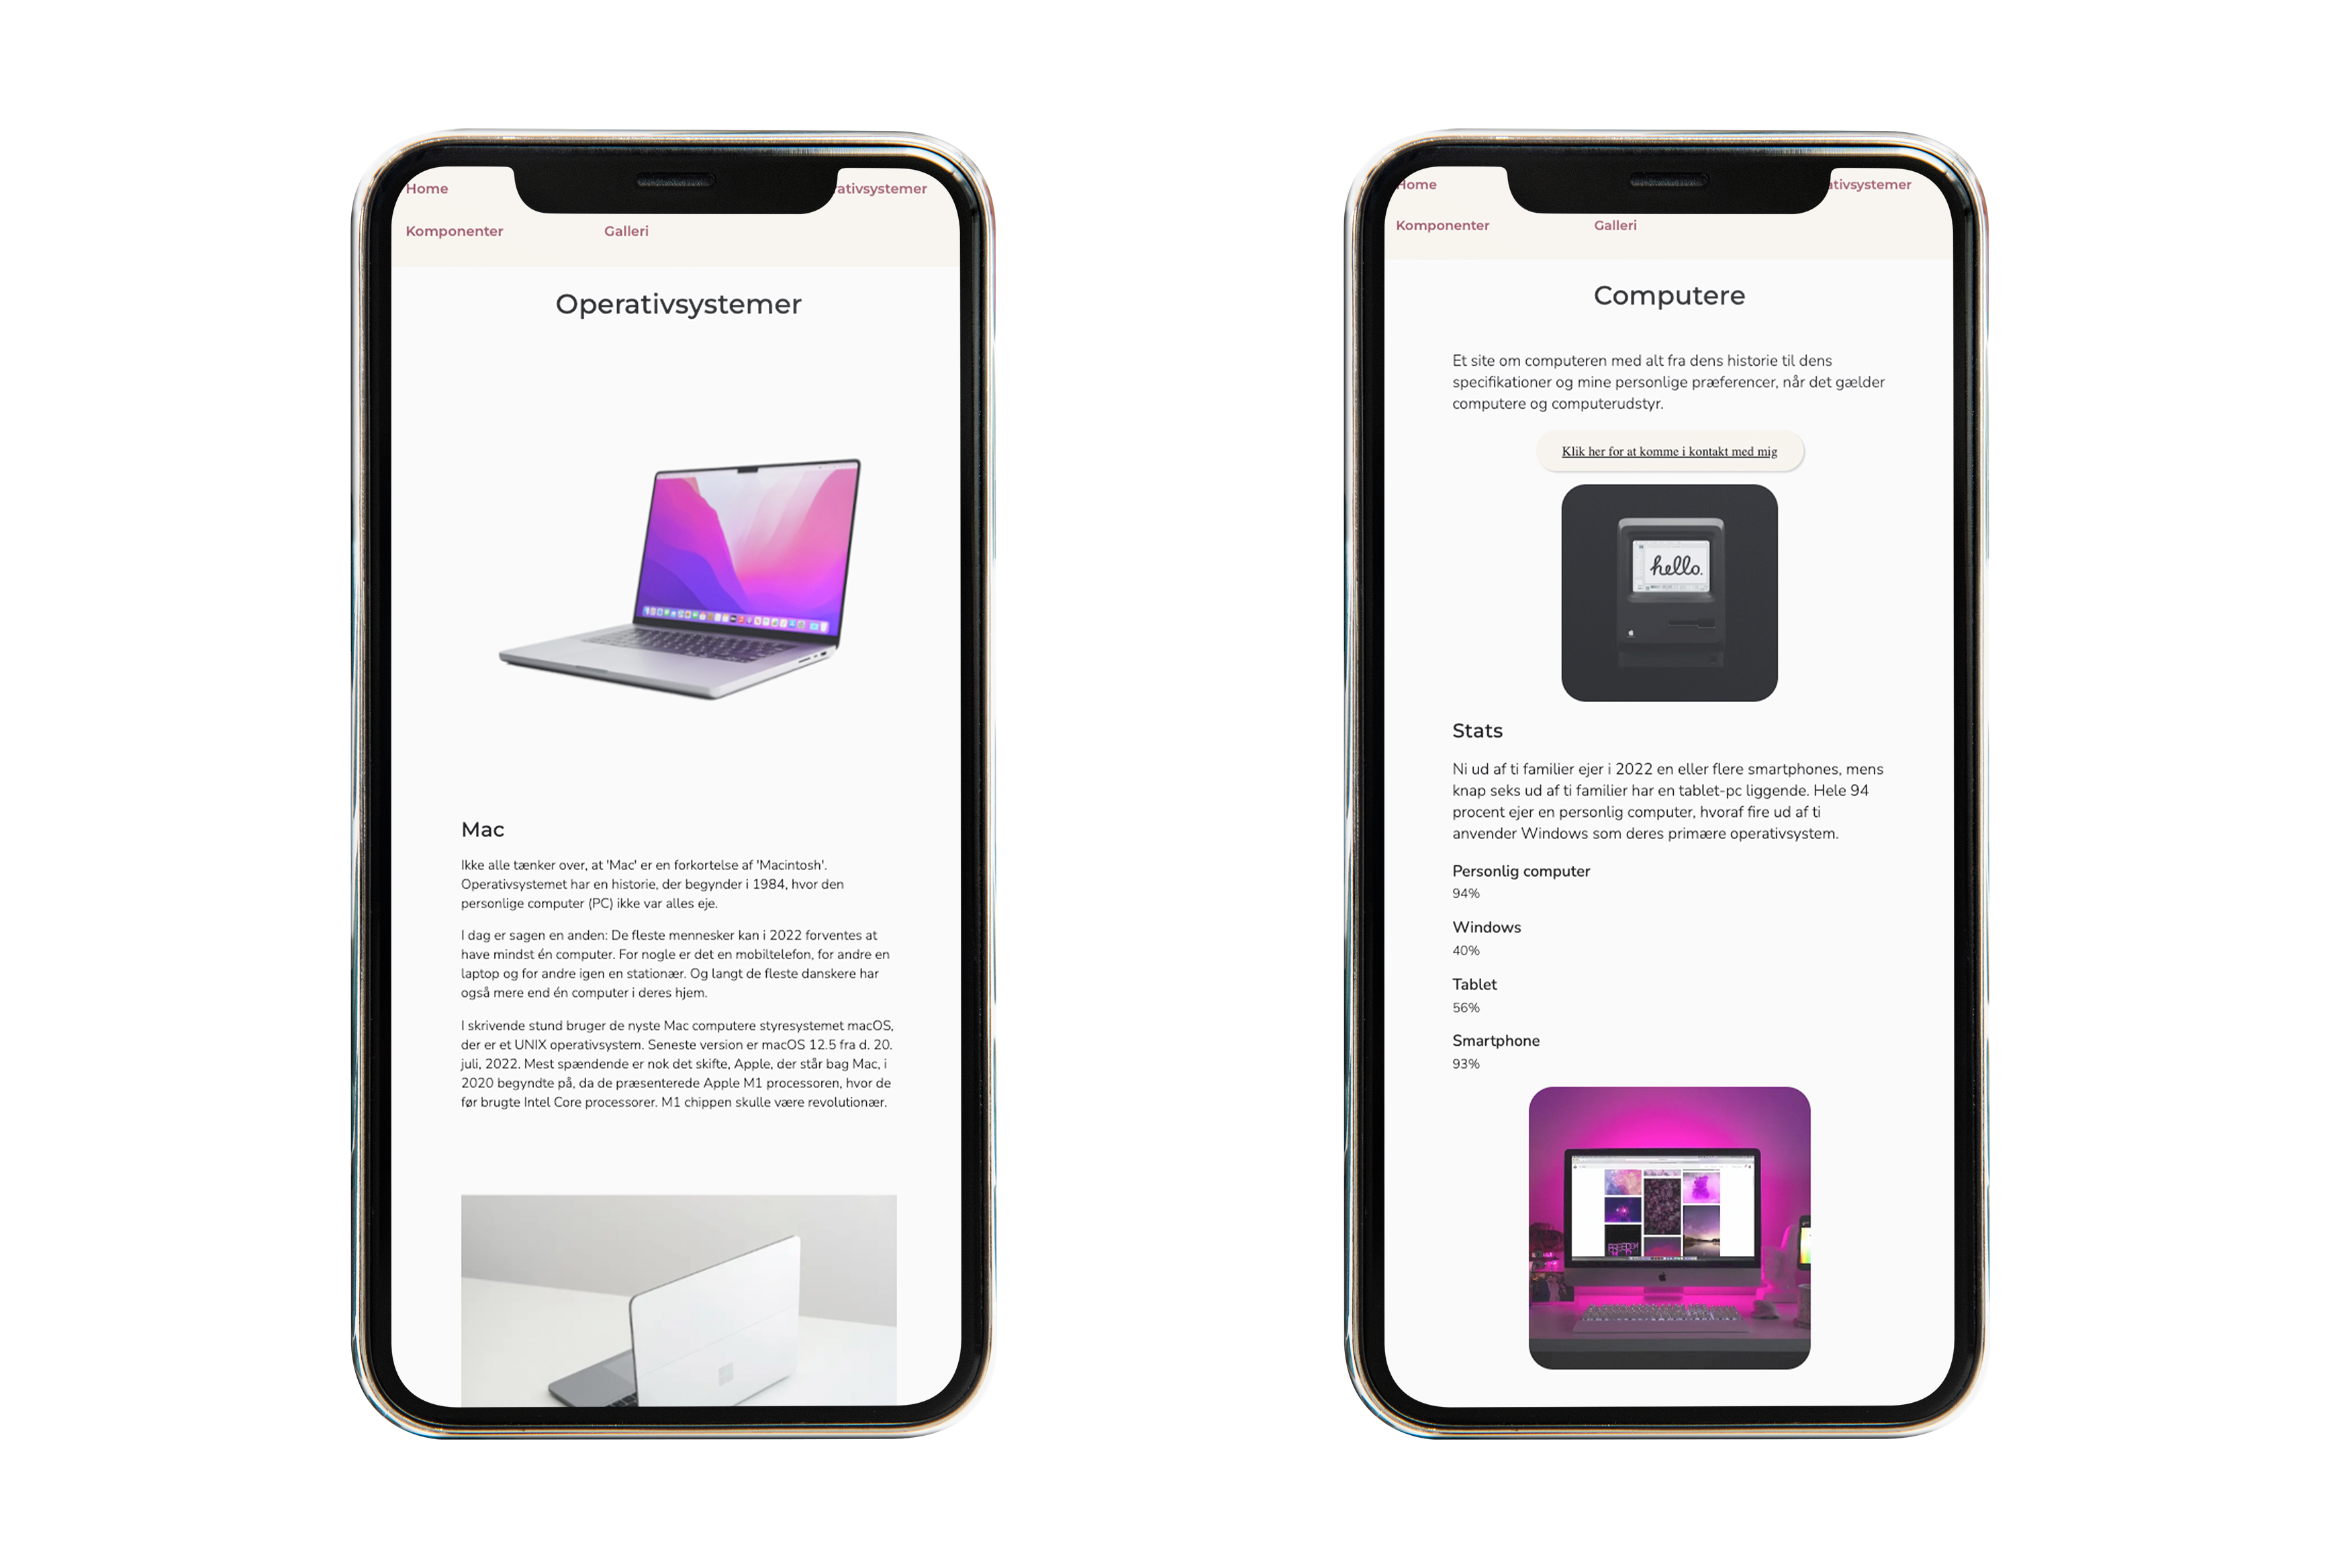 Home
rativsystemer
Komponenter
Galleri
Operativsystemer
Mac
Ikke alle tænker over, at 'Mac' er en forkortelse af 'Macintosh'.
Operativsystemet har en historie, der begynder i 1984, hvor den
personlige computer (PC) ikke var alles eje.
I dag er sagen en anden: De fleste mennesker kan i 2022 forventes at
have mindst én computer. For nogle er det en mobiltelefon, for andre en
laptop og for andre igen en stationær. Og langt de fleste danskere har
også mere end én computer i deres hjem.
I skrivende stund bruger de nyste Mac computere styresystemet macOS,
der er et UNIX operativsystem. Seneste version er macOS 12.5 fra d. 20.
juli, 2022. Mest spændende er nok det skifte, Apple, der står bag Mac, i
2020 begyndte på, da de præsenterede Apple M1 processoren, hvor de
før brugte Intel Core processorer. M1 chippen skulle være revolutionær.
Home
ativsystemer
Komponenter
Galleri
Computere
Et site om computeren med alt fra dens historie til dens
specifikationer og mine personlige præferencer, når det gælder
computere og computerudstyr.
Klik her for at komme i kontakt med mig
hello.
Stats
Ni ud af ti familier ejer i 2022 en eller flere smartphones, mens
knap seks ud af ti familier har en tablet-pc liggende. Hele 94
procent ejer en personlig computer, hvoraf fire ud af ti
anvender Windows som deres primære operativsystem.
Personlig computer
94%
Windows
40%
Tablet
56%
Smartphone
93%